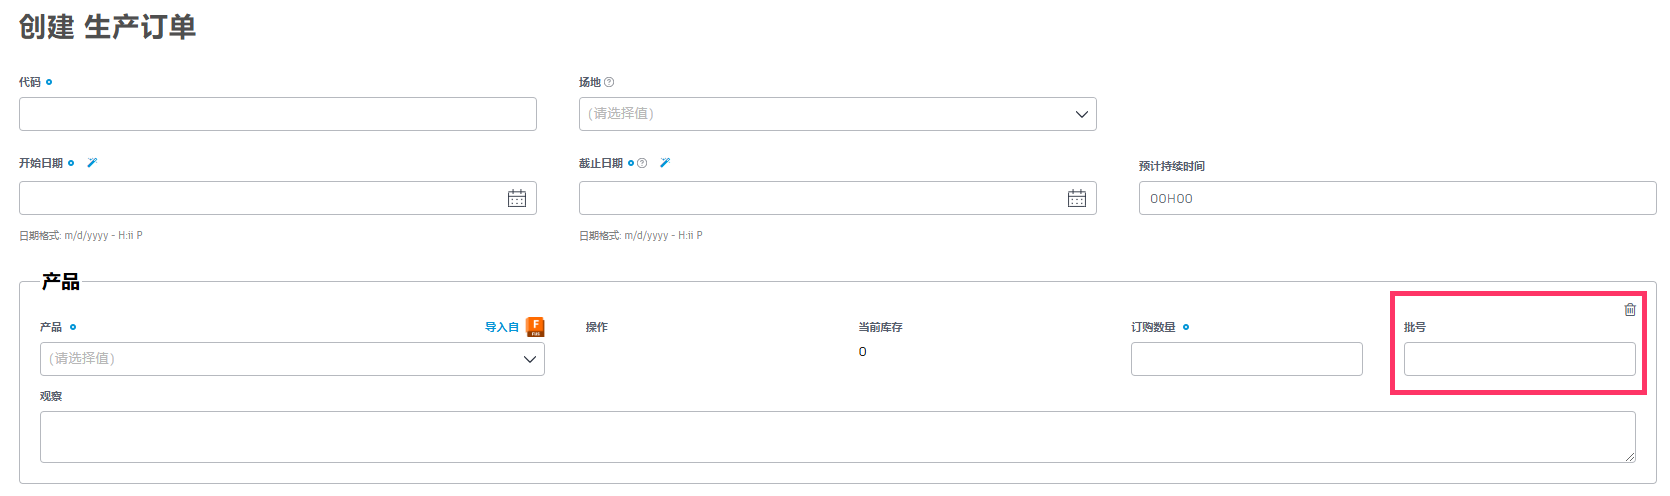 创建 生产订单
代码
场地
(请选择值)
开始日期
截止日期
预计持续时间
00H00
日期格式: m/d/yyyy - H:ii P
日期格式: m/d/yyyy - H:ii P
产品
产品
导入自
F
操作
当前库存
订购数量
批号
(请选择值)
0
观察